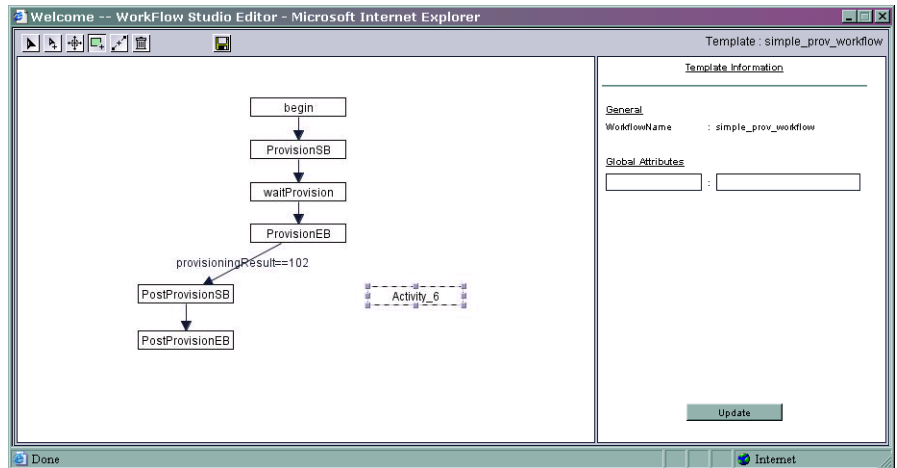 Welcome -- WorkFlow Studio Editor - Microsoft Internet Explorer
Template : simple_prov_workflow
begin
ProvisionSB
waitProvision
ProvisionEB
provisioningResult==102
PostProvisionSB
Activity_6
PostProvisionEB
Template Information
General
WorkflowName : simple_prov_workflow
Global Attributes
:
Update
Done
Internet